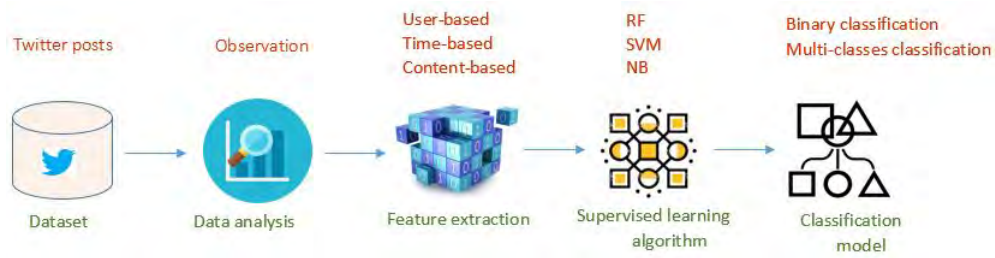 Twitter posts
Observation
User-based
Time-based
Content-based
RF
SVM
NB
Binary classification
Multi-classes classification
Dataset
Data analysis
Feature extraction
Supervised learning
algorithm
Classification
model